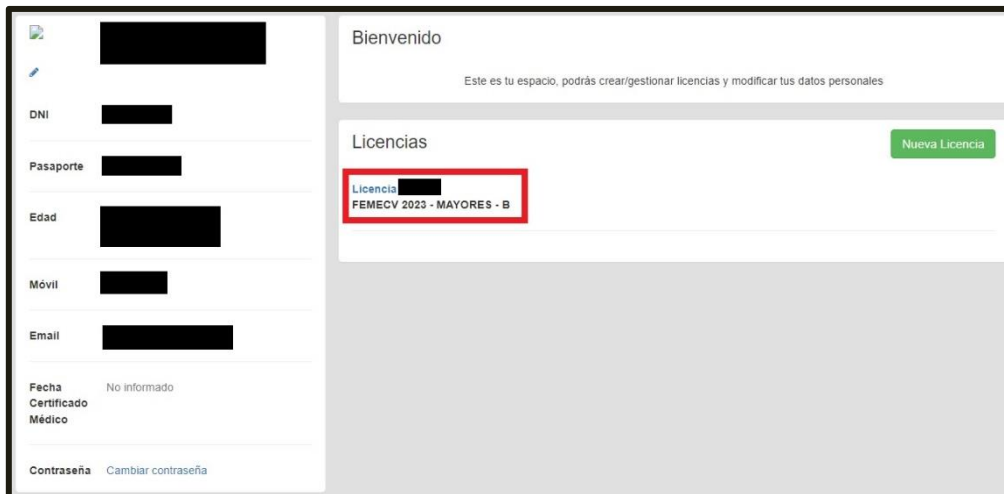 DNI
Pasaporte
Edad
Móvil
Email
Fecha Certificado Médico
No informado
Contraseña
Cambiar contraseña
Bienvenido
Este es tu espacio, podrás crear/gestionar licencias y modificar tus datos personales
Licencias
Nueva Licencia
Licencia
FEMECV 2023 - MAYORES - B